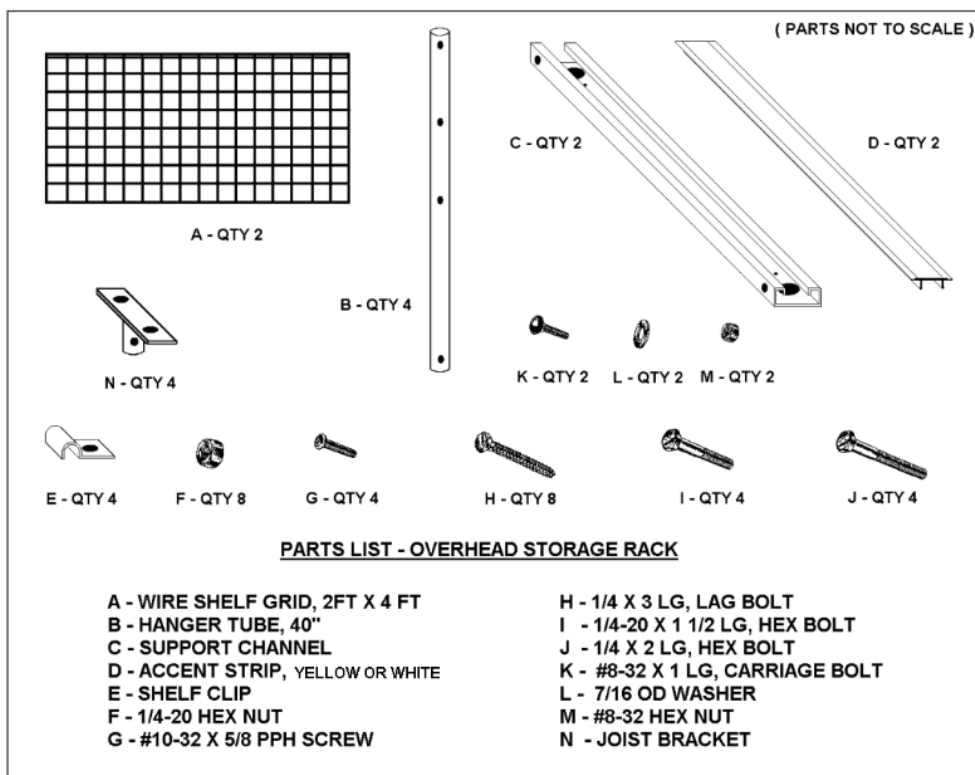 ( PARTS NOT TO SCALE )
C - QTY 2
D - QTY 2
A - QTY 2
B - QTY 4
N - QTY 4
K - QTY 2
L - QTY 2
M - QTY 2
E - QTY 4
F - QTY 8
G - QTY 4
H - QTY 8
I - QTY 4
J - QTY 4
PARTS LIST - OVERHEAD STORAGE RACK
A - WIRE SHELF GRID, 2FT X 4 FT
B - HANGER TUBE, 40"
C - SUPPORT CHANNEL
D - ACCENT STRIP, YELLOW OR WHITE
E - SHELF CLIP
F - 1/4-20 HEX NUT
G - #10-32 X 5/8 PPH SCREW
H - 1/4 X 3 LG, LAG BOLT
I - 1/4-20 X 1 1/2 LG, HEX BOLT
J - 1/4 X 2 LG, HEX BOLT
K - #8-32 X 1 LG, CARRIAGE BOLT
L - 7/16 OD WASHER
M - #8-32 HEX NUT
N - JOIST BRACKET